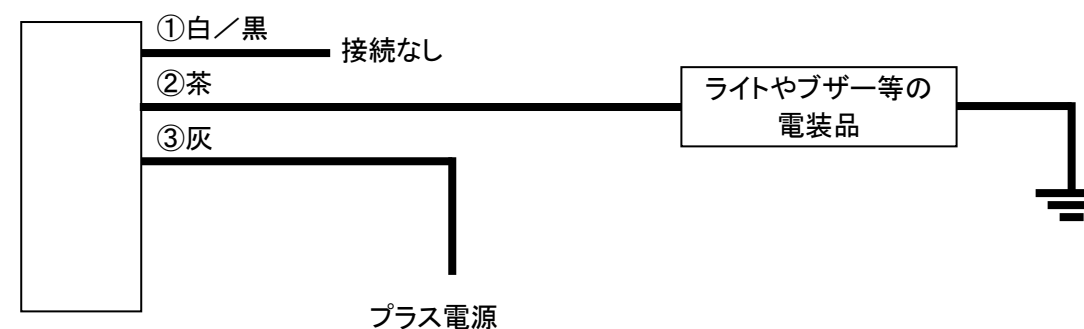 ①白／黒
接続なし
②茶
ライトやブザー等の
電装品
③灰
プラス電源